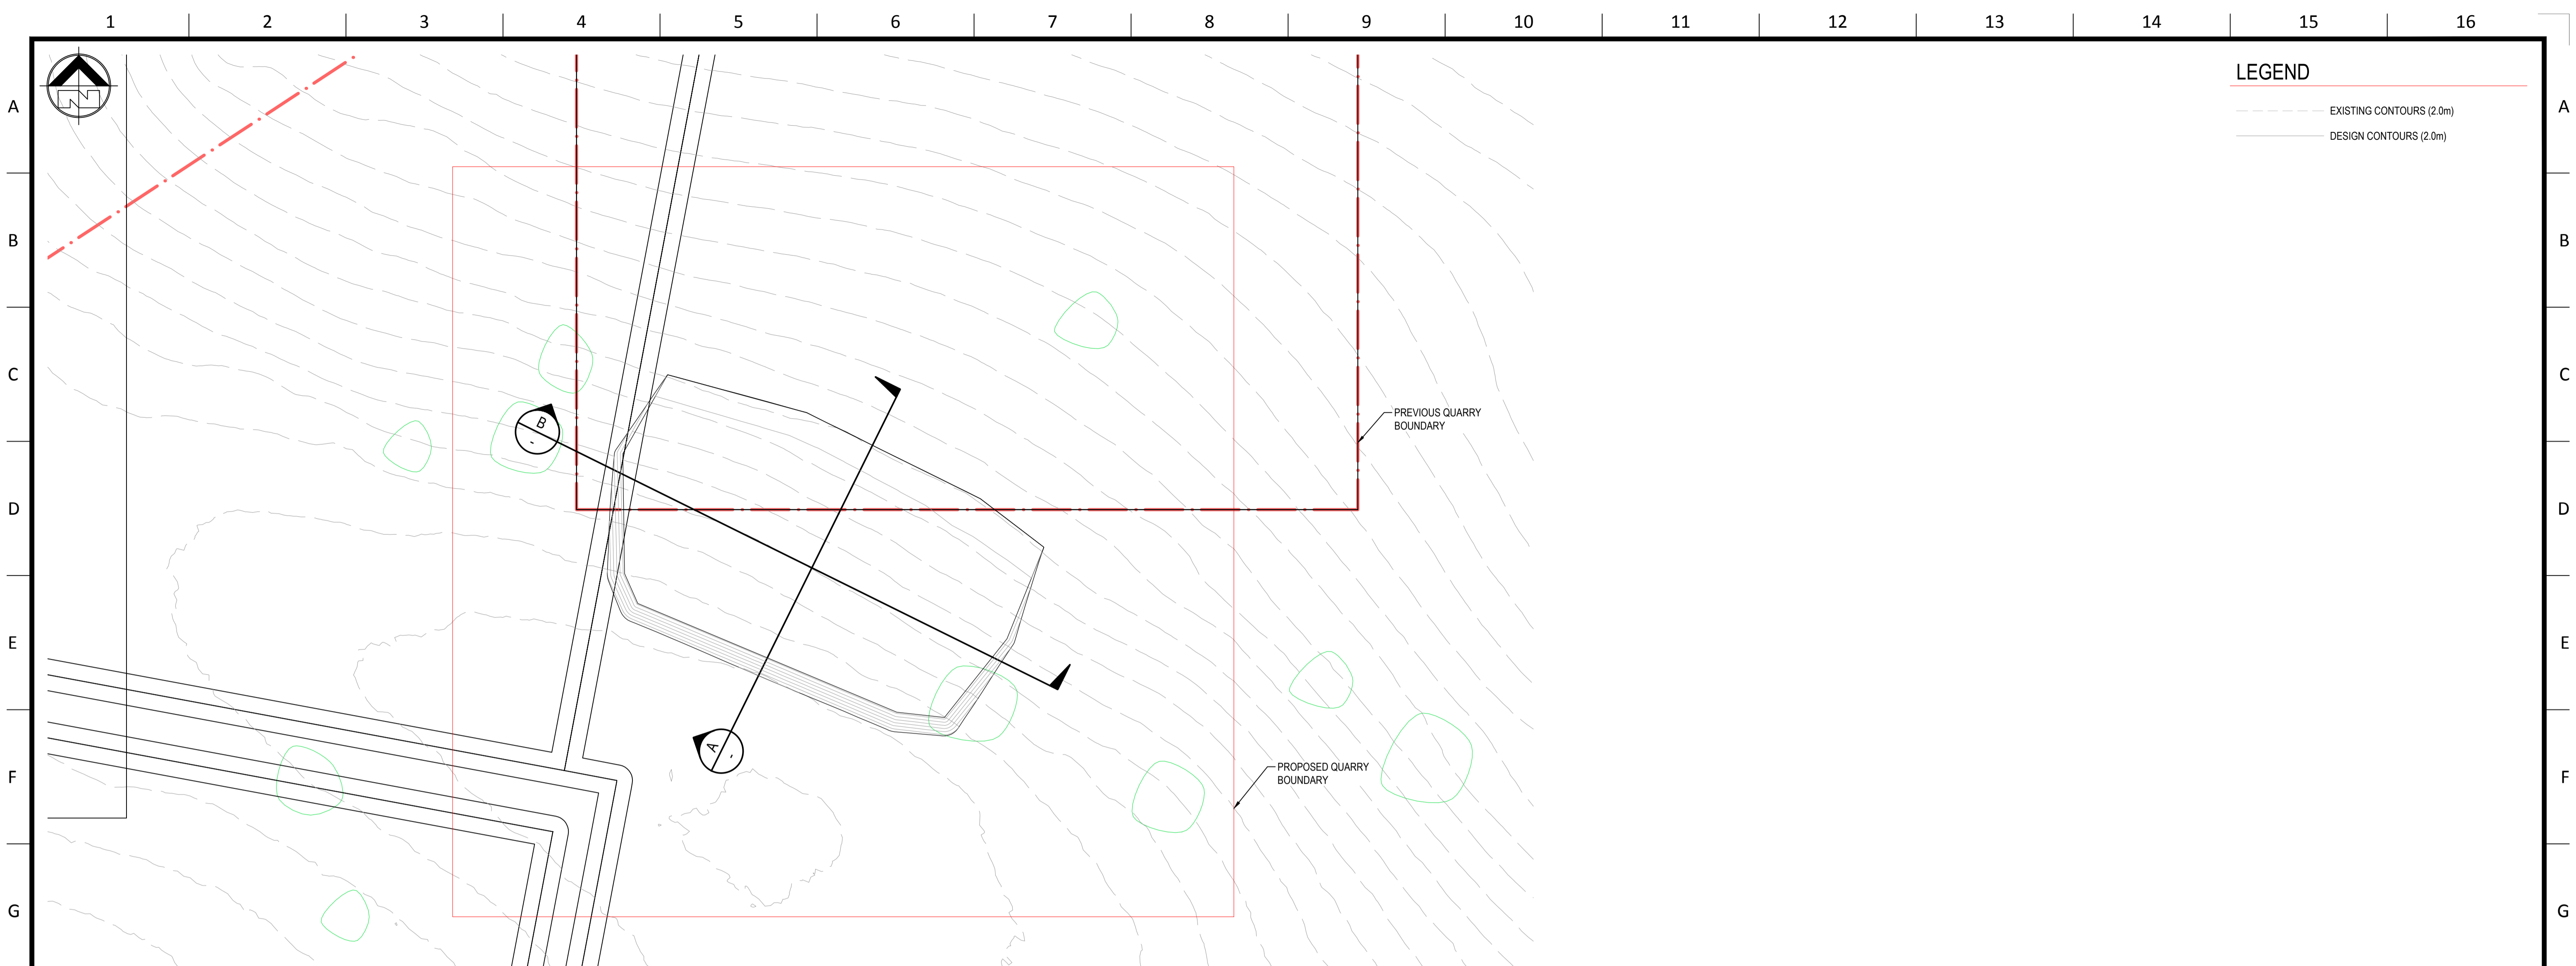 1 2 3 4 5 6 7 8 9 10 11 12 13 14 15 16
LEGEND
A A
EXISTING CONTOURS (2.0m)
DESIGN CONTOURS (2.0m)
B B
C C
PREVIOUS QUARRY
BOUNDARY
B
-
D D
E E
A
-
PROPOSED QUARRY
BOUNDARY
F F
G G